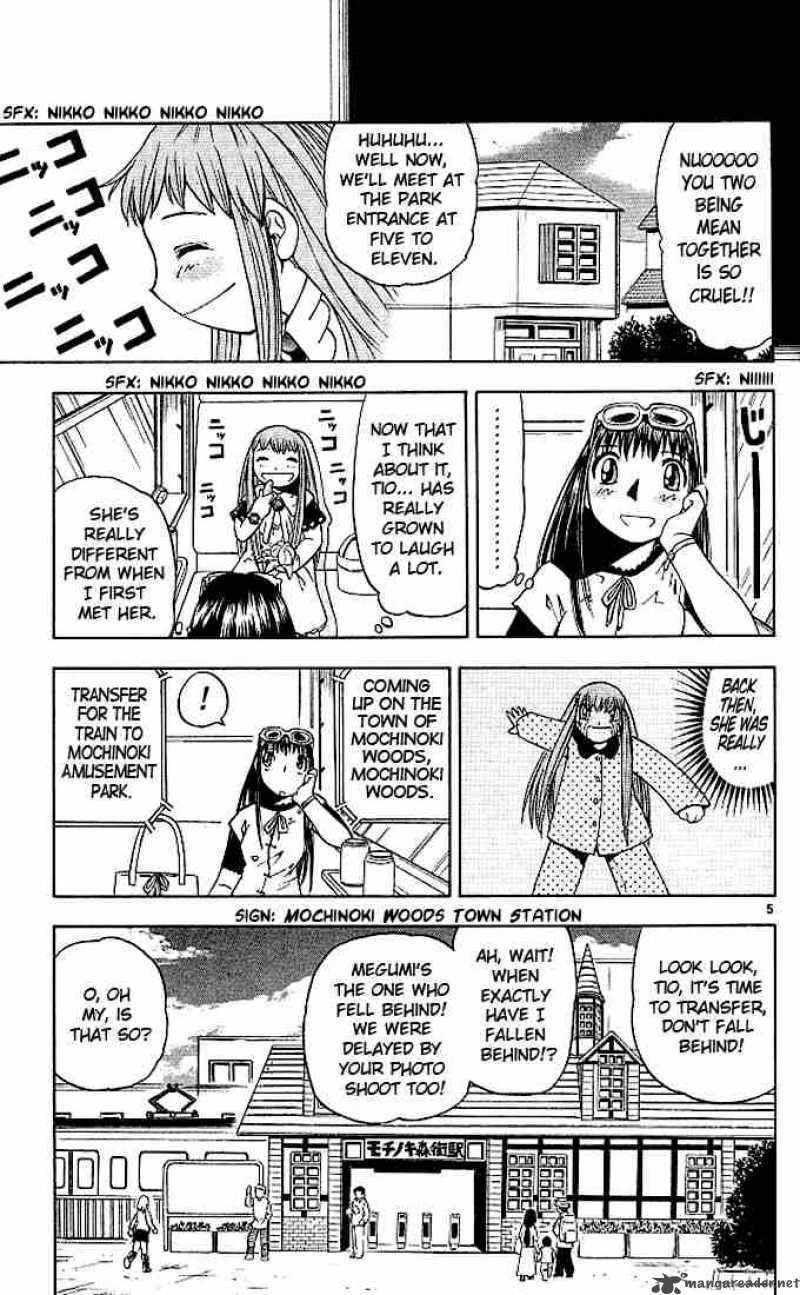 SFX: NIKKO NIKKO NIKKO NIKKO
NUOOOOO
YOU TWO
BEING
MEAN
TOGETHER
IS SO
CRUEL!!
HUHUHU...
WELL NOW,
WE'LL MEET AT
THE PARK
ENTRANCE AT
FIVE TO
ELEVEN.
ニッコ
ニッコ
ニッコ
ニッコ
SFX: NIIIIII
じー
.........
SFX: NIKKO NIKKO NIKKO NIKKO
NOW THAT
I THINK
ABOUT IT,
TIO... HAS
REALLY
GROWN
TO LAUGH
A LOT.
ニッコ
ニッコ
ニッコ
ニッコ
SHE'S
REALLY
DIFFERENT
FROM WHEN
I FIRST
MET HER.
BACK
THEN,
SHE WAS
REALLY
...
COMING
UP ON THE
TOWN OF
MOCHINOKI
WOODS,
MOCHINOKI
WOODS.
!
TRANSFER
FOR THE
TRAIN TO
MOCHINOKI
AMUSEMENT
PARK.
5
SIGN: MOCHINOKI WOODS TOWN STATION
LOOK LOOK,
TIO, IT'S TIME
TO TRANSFER,
DON'T FALL
BEHIND!
AH, WAIT!
WHEN
EXACTLY
HAVE I
FALLEN
BEHIND!?
MEGUMI'S
THE ONE WHO
FELL BEHIND!
WE WERE
DELAYED BY
YOUR PHOTO
SHOOT TOO!
O, OH
MY, IS
THAT SO?
モチノキ森街駅
mangareader.net